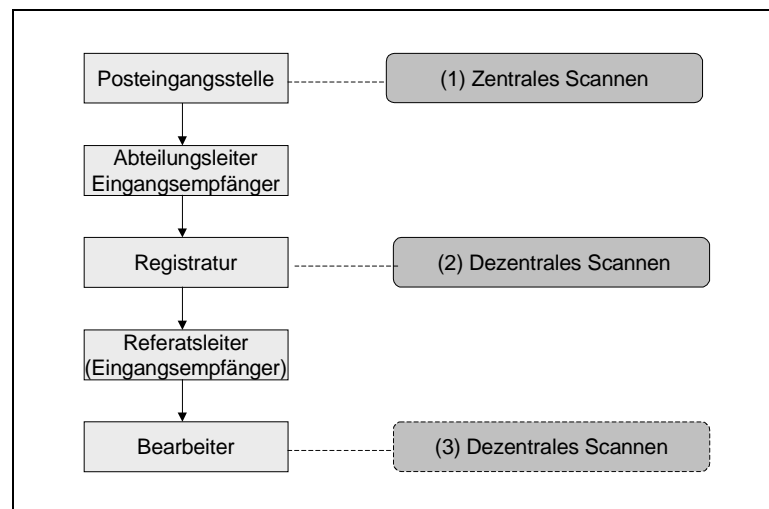 Posteingangsstelle
(1) Zentrales Scannen
Abteilungsleiter
Eingangsempfänger
Registratur
(2) Dezentrales Scannen
Referatsleiter
(Eingangsempfänger)
Bearbeiter
(3) Dezentrales Scannen